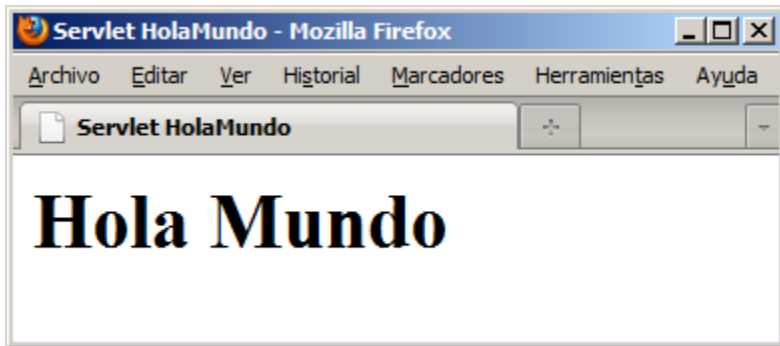 Servlet HolaMundo - Mozilla Firefox
Archivo Editar Ver Historial Marcadores Herramientas Ayuda
Servlet HolaMundo
Hola Mundo